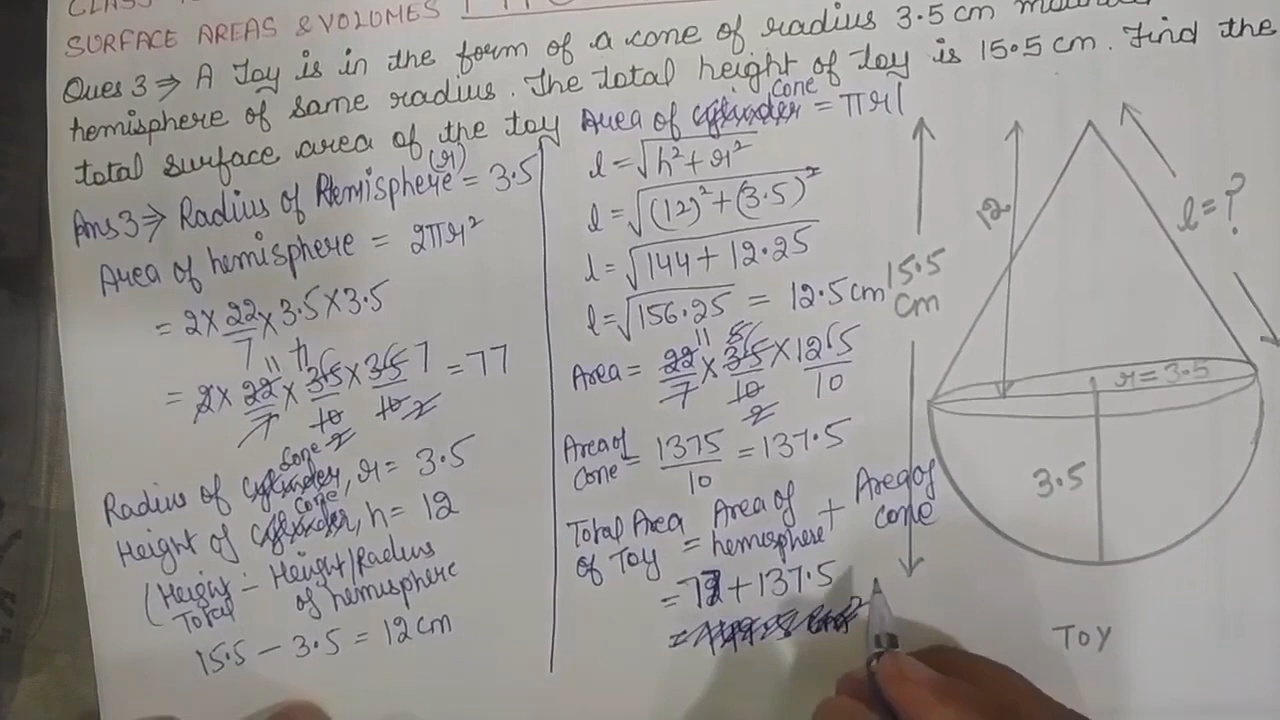 SURFACE AREAS & VOLUMES
Ques 3 ⇒ A Toy is in the form of a cone of radius 3.5 cm
hemisphere of same radius. The total height of toy is 15.5 cm. Find the
total surface area of the toy
Ans 3 ⇒ Radius of Hemisphere (r) = 3.5
Area of hemisphere = 2πr²
= 2 × 22/7 × 3.5 × 3.5
= 2 × 22/7 × 35/10 × 35/10 = 77
Radius of cone, r = 3.5
Height of cone, h = 12
(Height Total - Height/Radius
of hemisphere
15.5 - 3.5 = 12 cm
Area of cone = πrl
l = √h² + r²
l = √(12)² + (3.5)²
l = √144 + 12.25
l = √156.25 = 12.5 cm
Area = 22/7 × 35/10 × 125/10
Area of cone = 1375/10 = 137.5
Total Area of Toy = Area of hemisphere + Area of cone
= 77 + 137.5
12
15.5 cm
l = ?
r = 3.5
3.5
TOY